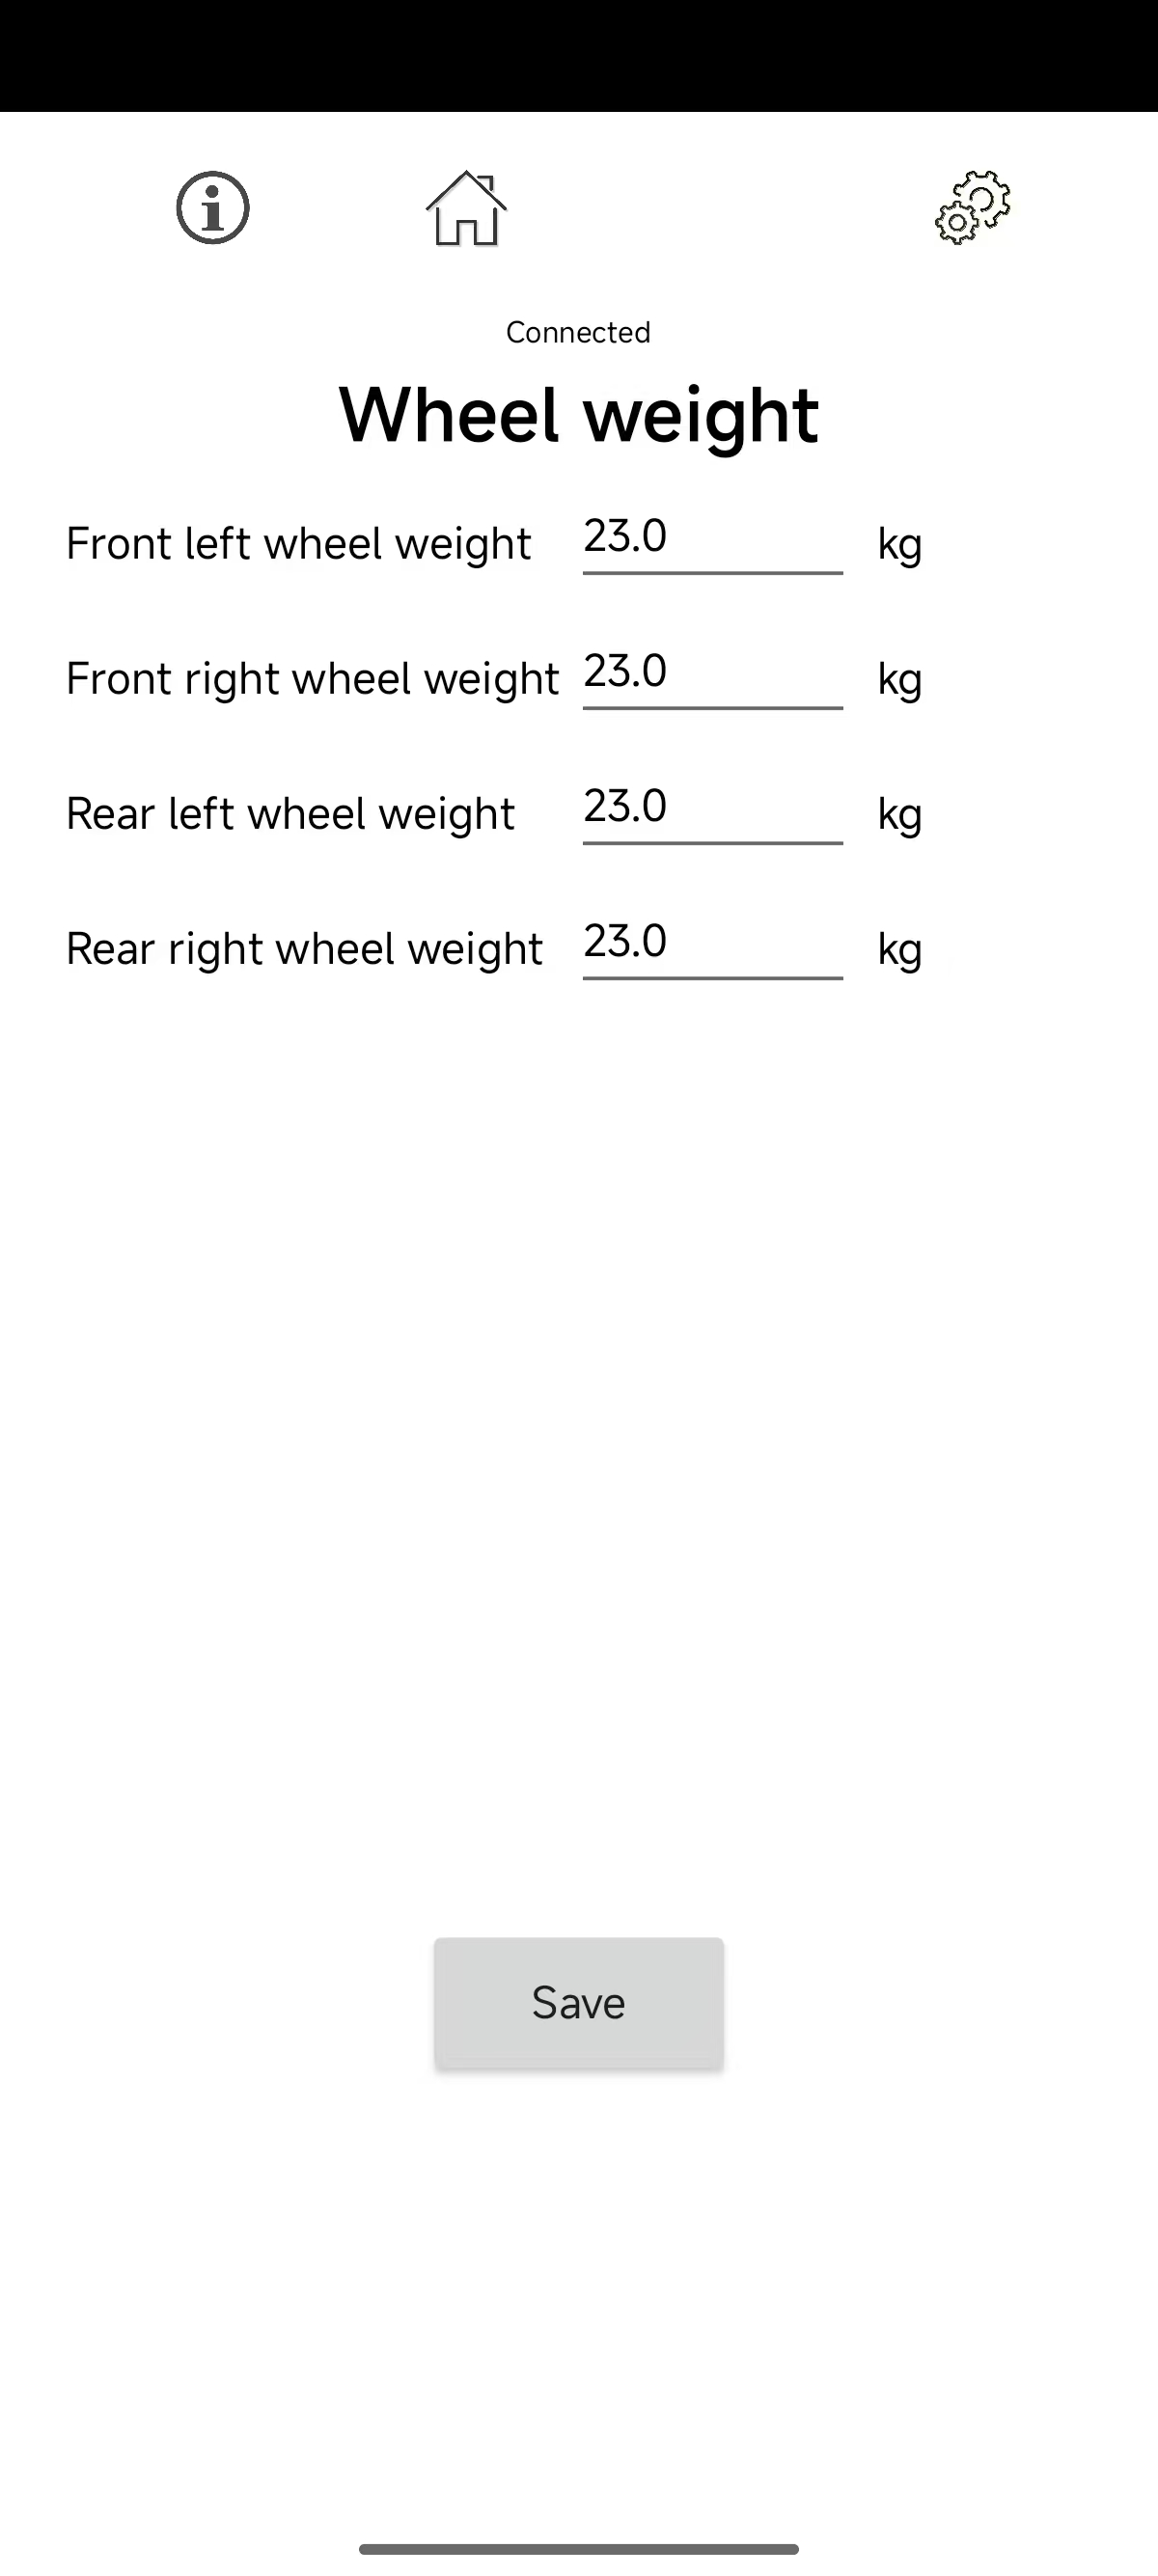 Connected
Wheel weight
Front left wheel weight 23.0 kg
Front right wheel weight 23.0 kg
Rear left wheel weight 23.0 kg
Rear right wheel weight 23.0 kg
Save